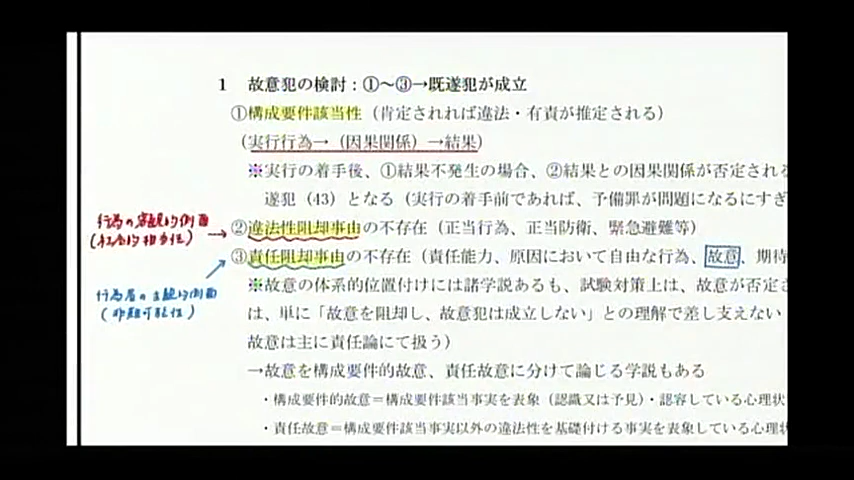 1 故意犯の検討：①～③→既遂犯が成立
①構成要件該当性（肯定されれば違法・有責が推定される）
（実行行為→（因果関係）→結果）
※実行の着手後、①結果不発生の場合、②結果との因果関係が否定され
遂犯（43）となる（実行の着手前であれば、予備罪が問題になるにすぎ
行為の客観的側面
（社会的相当性）→
②違法性阻却事由の不存在（正当行為、正当防衛、緊急避難等）
③責任阻却事由の不存在（責任能力、原因において自由な行為、故意、期待
行為者の主観的側面
（非難可能性）
※故意の体系的位置付けには諸学説あるも、試験対策上は、故意が否定さ
は、単に「故意を阻却し、故意犯は成立しない」との理解で差し支えない
故意は主に責任論にて扱う）
→故意を構成要件的故意、責任故意に分けて論じる学説もある
・構成要件的故意＝構成要件該当事実を表象（認識又は予見）・認容している心理状
・責任故意＝構成要件該当事実以外の違法性を基礎付ける事実を表象している心理状